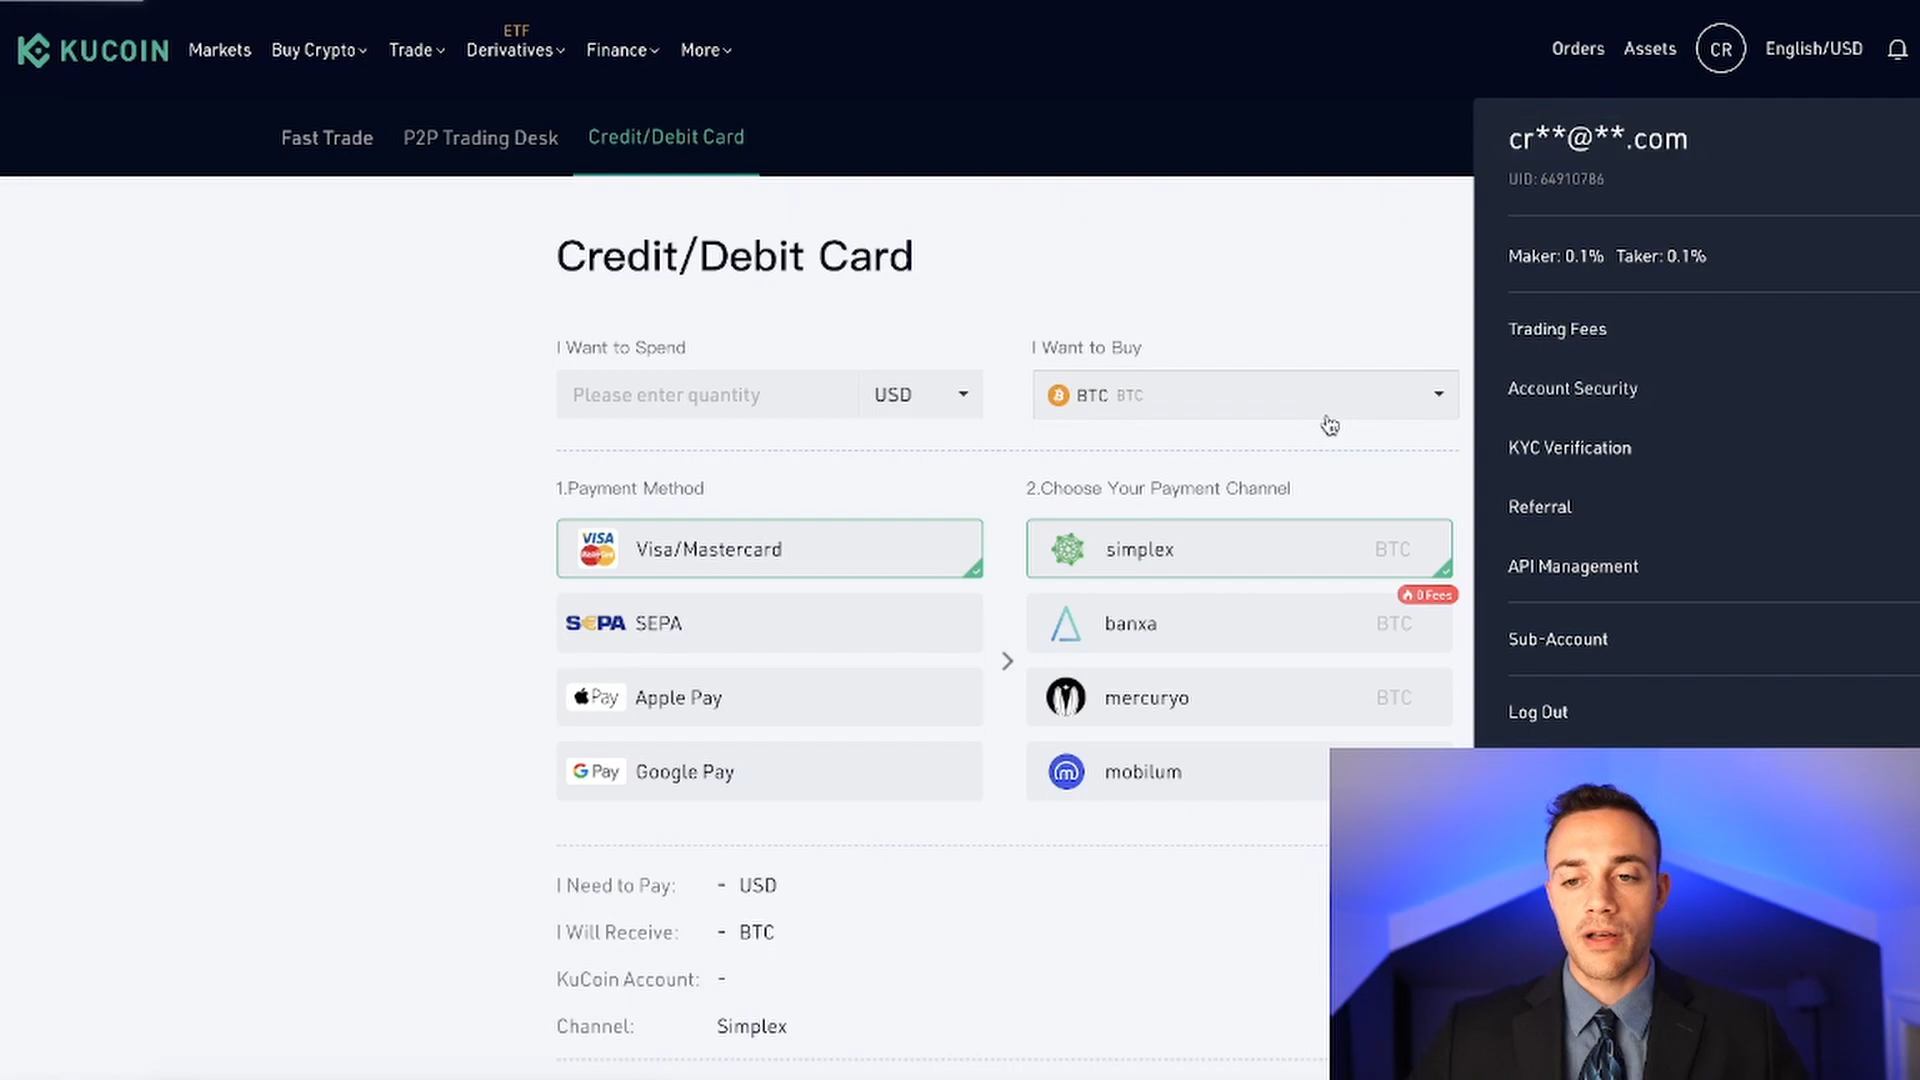 KUCOIN Markets Buy Crypto Trade ETF Derivatives Finance More Orders Assets CR English/USD
Fast Trade P2P Trading Desk Credit/Debit Card
cr**@**.com
UID: 64910786
Maker: 0.1% Taker: 0.1%
Trading Fees
Account Security
KYC Verification
Referral
API Management
Sub-Account
Log Out
Credit/Debit Card
I Want to Spend
Please enter quantity USD
I Want to Buy
BTC BTC
1.Payment Method
VISA MasterCard Visa/Mastercard
SEPA SEPA
Pay Apple Pay
G Pay Google Pay
2.Choose Your Payment Channel
simplex BTC
0 Fees
banxa BTC
mercuryo BTC
mobilum
I Need to Pay: - USD
I Will Receive: - BTC
KuCoin Account: -
Channel: Simplex